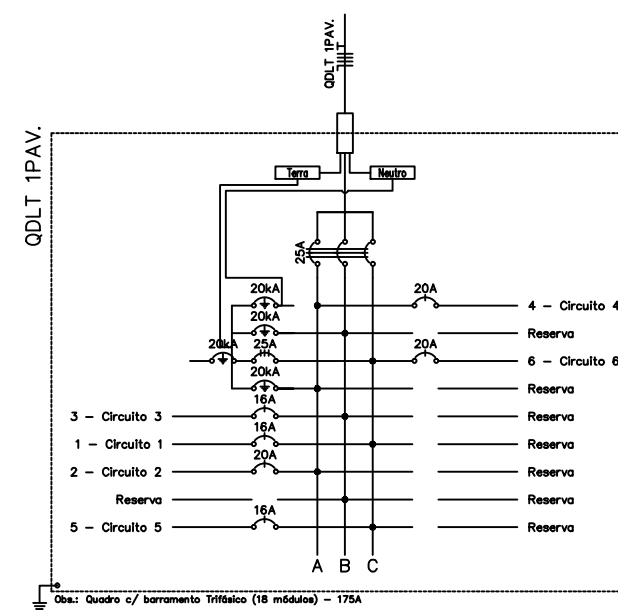 QDLT 1PAV.
QDLT 1PAV.
Terra
Neutro
25A
20kA
20A
4 - Circuito 4
20kA
Reserva
20kA
25A
20A
6 - Circuito 6
20kA
Reserva
16A
3 - Circuito 3
Reserva
16A
1 - Circuito 1
Reserva
20A
2 - Circuito 2
Reserva
Reserva
Reserva
16A
5 - Circuito 5
Reserva
A B C
Obs.: Quadro c/ barramento Trifásico (18 módulos) - 175A